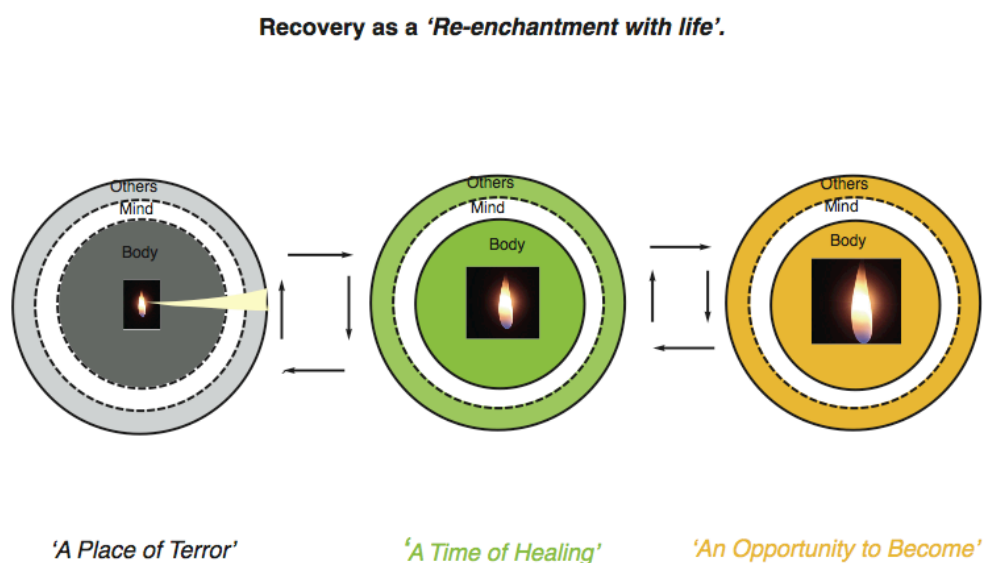 Recovery as a ‘Re-enchantment with life’.
Others
Mind
Body
Others
Mind
Body
Others
Mind
Body
‘A Place of Terror’
‘A Time of Healing’
‘An Opportunity to Become’